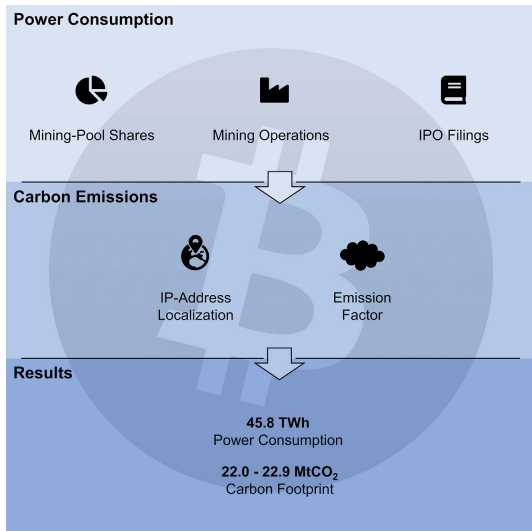 Power Consumption
Mining-Pool Shares
Mining Operations
IPO Filings
Carbon Emissions
IP-Address
Localization
Emission
Factor
Results
45.8 TWh
Power Consumption
22.0 - 22.9 MtCO₂
Carbon Footprint